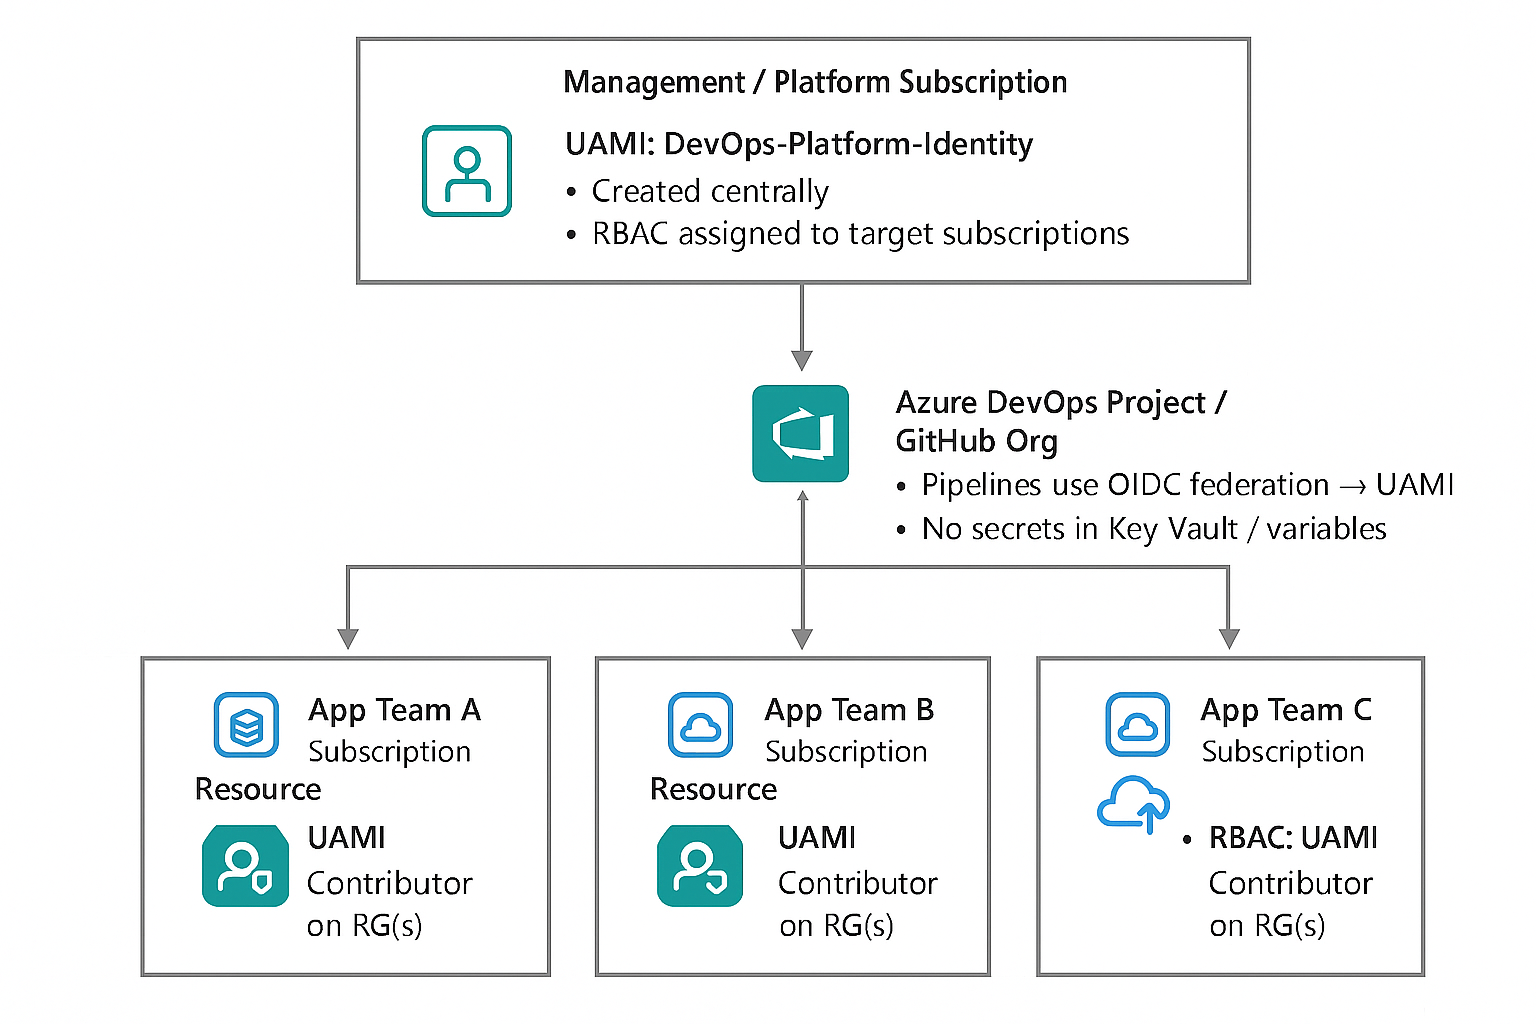 Management / Platform Subscription
UAMI: DevOps-Platform-Identity
• Created centrally
• RBAC assigned to target subscriptions
Azure DevOps Project /
GitHub Org
• Pipelines use OIDC federation → UAMI
• No secrets in Key Vault / variables
App Team A
Subscription
Resource
UAMI
Contributor
on RG(s)
App Team B
Subscription
Resource
UAMI
Contributor
on RG(s)
App Team C
Subscription
• RBAC: UAMI
Contributor
on RG(s)